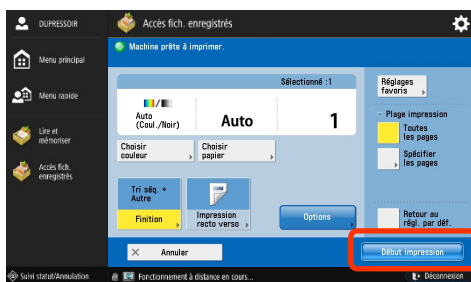 DUPRESSOIR
Accès fich. enregistrés
Machine prête à imprimer.
Menu principal
Menu rapide
Lire et
mémoriser
Accès fich.
enregistrés
Sélectionné :1
Auto
(Coul./Noir)
Auto
1
Choisir
couleur
Choisir
papier
Tri séq. +
Autre
Finition
Impression
recto verso
Options
Annuler
Réglages
favoris
Plage impression
Toutes
les pages
Spécifier
les pages
Retour au
régl. par déf.
Début impression
Suivi statut/Annulation
Fonctionnement à distance en cours...
Déconnexion